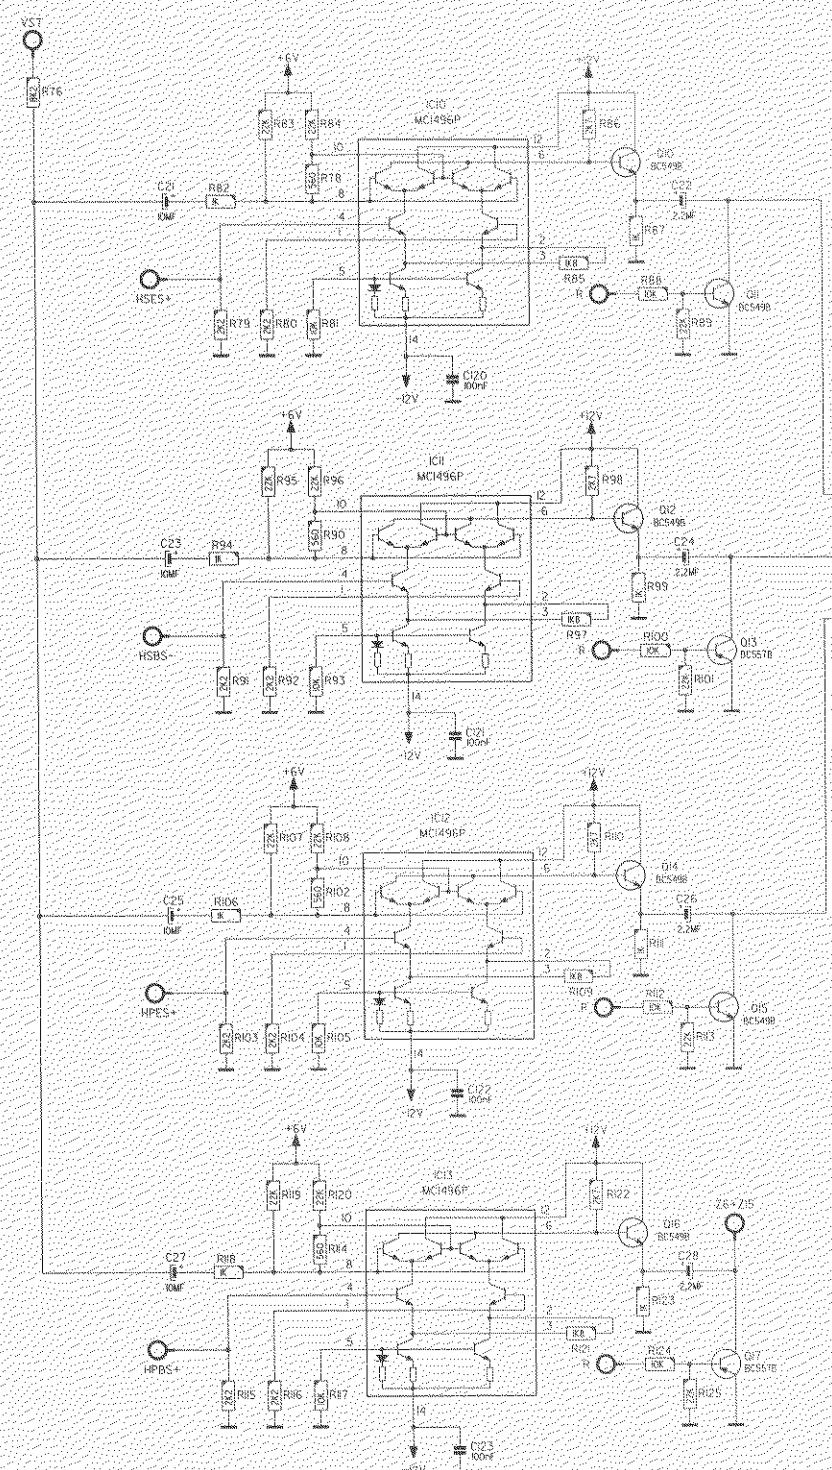 VST
R76
8K2
+6V
+12V
IC10
MC1496P
22K
R83
22K
R84
2K7
R86
12
10
6
Q10
BC549B
560
R78
C21
10MF
R82
1K
8
C22
2.2MF
4
1
1K
R87
2
3
1K8
R85
HSES+
5
R
R88
10K
Q11
BC549B
2K2
R79
2K2
R80
10K
R81
22K
R89
14
C120
100nF
-12V
+6V
+12V
IC11
MC1496P
22K
R95
22K
R96
2K7
R98
12
10
6
Q12
BC549B
560
R90
C23
10MF
R94
1K
8
C24
2.2MF
4
1
1K
R99
2
3
1K8
R97
HSBS-
5
R
R100
10K
Q13
BC557B
2K2
R91
2K2
R92
10K
R93
22K
R101
14
C121
100nF
-12V
+6V
+12V
IC12
MC1496P
22K
R107
22K
R108
2K7
R110
12
10
6
Q14
BC549B
560
R102
C25
10MF
R106
1K
8
C26
2.2MF
4
1
1K
R111
2
3
1K8
R109
HPES+
5
R
R112
10K
Q15
BC549B
2K2
R103
2K2
R104
10K
R105
22K
R113
14
C122
100nF
-12V
+6V
+12V
IC13
MC1496P
22K
R119
22K
R120
2K7
R122
Z6-Z15
12
10
6
Q16
BC549B
560
R114
C27
10MF
R118
1K
8
C28
2.2MF
4
1
1K
R123
2
3
1K8
R121
HPBS+
5
R
R124
10K
Q17
BC557B
2K2
R115
2K2
R116
10K
R117
22K
R125
14
C123
100nF
-12V